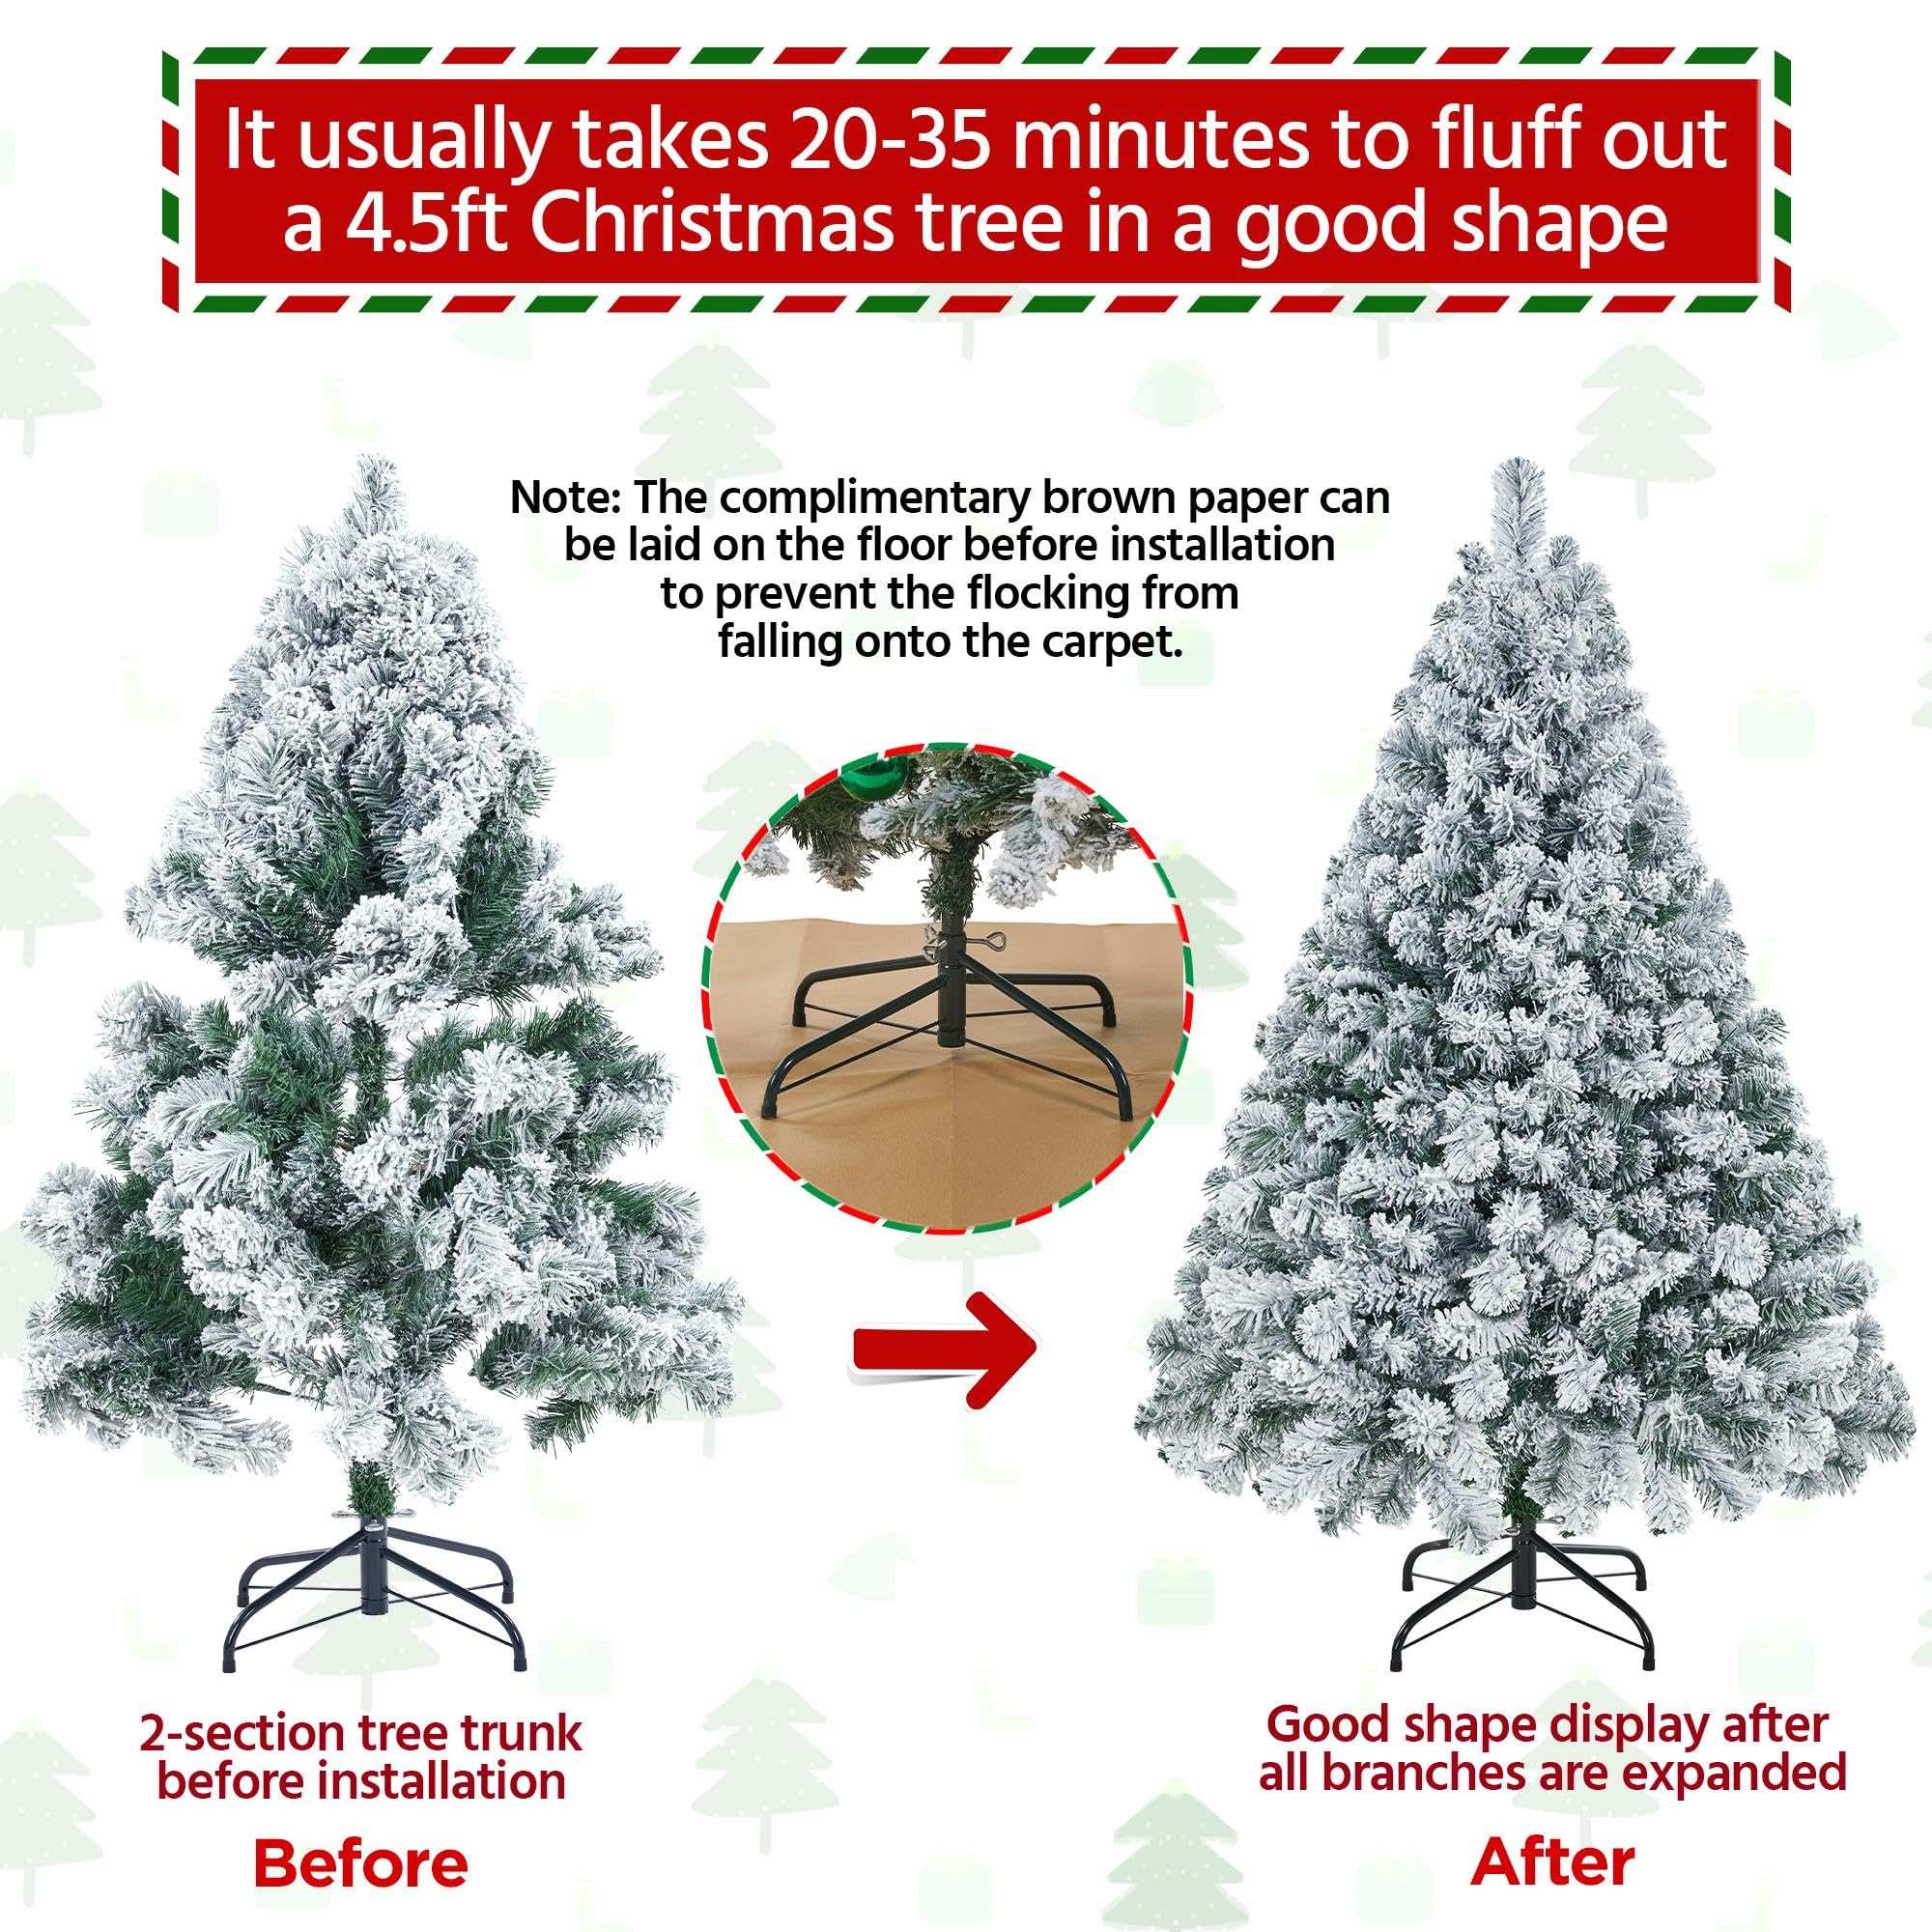 It usually takes 20-35 minutes to fluff out
a 4.5ft Christmas tree in a good shape
Note: The complimentary brown paper can
be laid on the floor before installation
to prevent the flocking from
falling onto the carpet.
2-section tree trunk
before installation
Before
Good shape display after
all branches are expanded
After